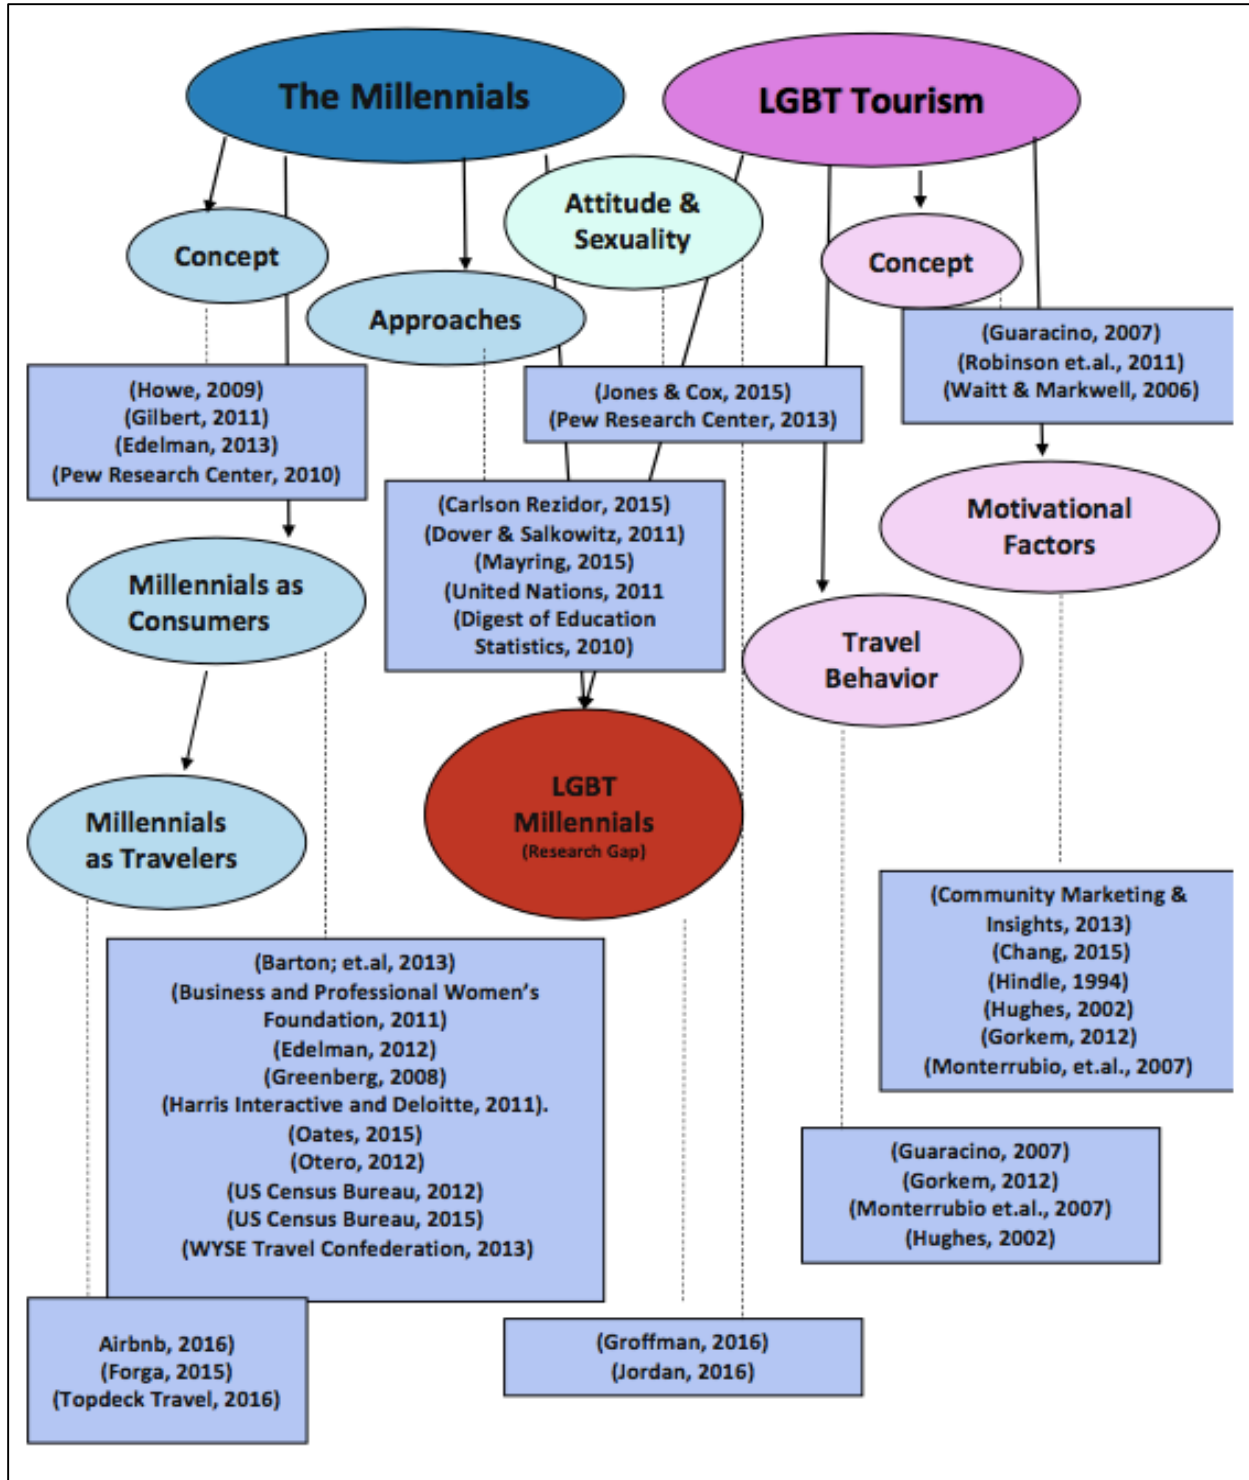 The Millennials
LGBT Tourism
Attitude &
Sexuality
Concept
Concept
Approaches
(Guaracino, 2007)
(Robinson et.al., 2011)
(Waitt & Markwell, 2006)
(Howe, 2009)
(Gilbert, 2011)
(Edelman, 2013)
(Pew Research Center, 2010)
(Jones & Cox, 2015)
(Pew Research Center, 2013)
(Carlson Rezidor, 2015)
(Dover & Salkowitz, 2011)
(Mayring, 2015)
(United Nations, 2011
(Digest of Education
Statistics, 2010)
Motivational
Factors
Millennials as
Consumers
Travel
Behavior
LGBT
Millennials
(Research Gap)
Millennials
as Travelers
(Community Marketing &
Insights, 2013)
(Chang, 2015)
(Hindle, 1994)
(Hughes, 2002)
(Gorkem, 2012)
(Monterrubio, et.al., 2007)
(Barton; et.al, 2013)
(Business and Professional Women's
Foundation, 2011)
(Edelman, 2012)
(Greenberg, 2008)
(Harris Interactive and Deloitte, 2011).
(Oates, 2015)
(Otero, 2012)
(US Census Bureau, 2012)
(US Census Bureau, 2015)
(WYSE Travel Confederation, 2013)
(Guaracino, 2007)
(Gorkem, 2012)
(Monterrubio et.al., 2007)
(Hughes, 2002)
Airbnb, 2016)
(Forga, 2015)
(Topdeck Travel, 2016)
(Groffman, 2016)
(Jordan, 2016)